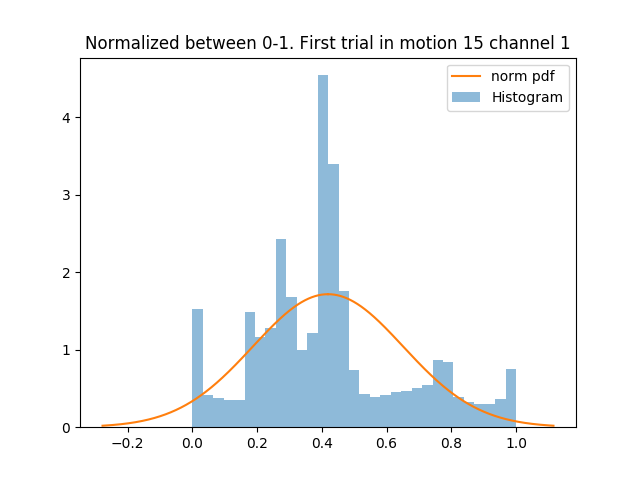 Normalized between 0-1. First trial in motion 15 channel 1
norm pdf
Histogram
4
3
2
1
0
−0.2 0.0 0.2 0.4 0.6 0.8 1.0